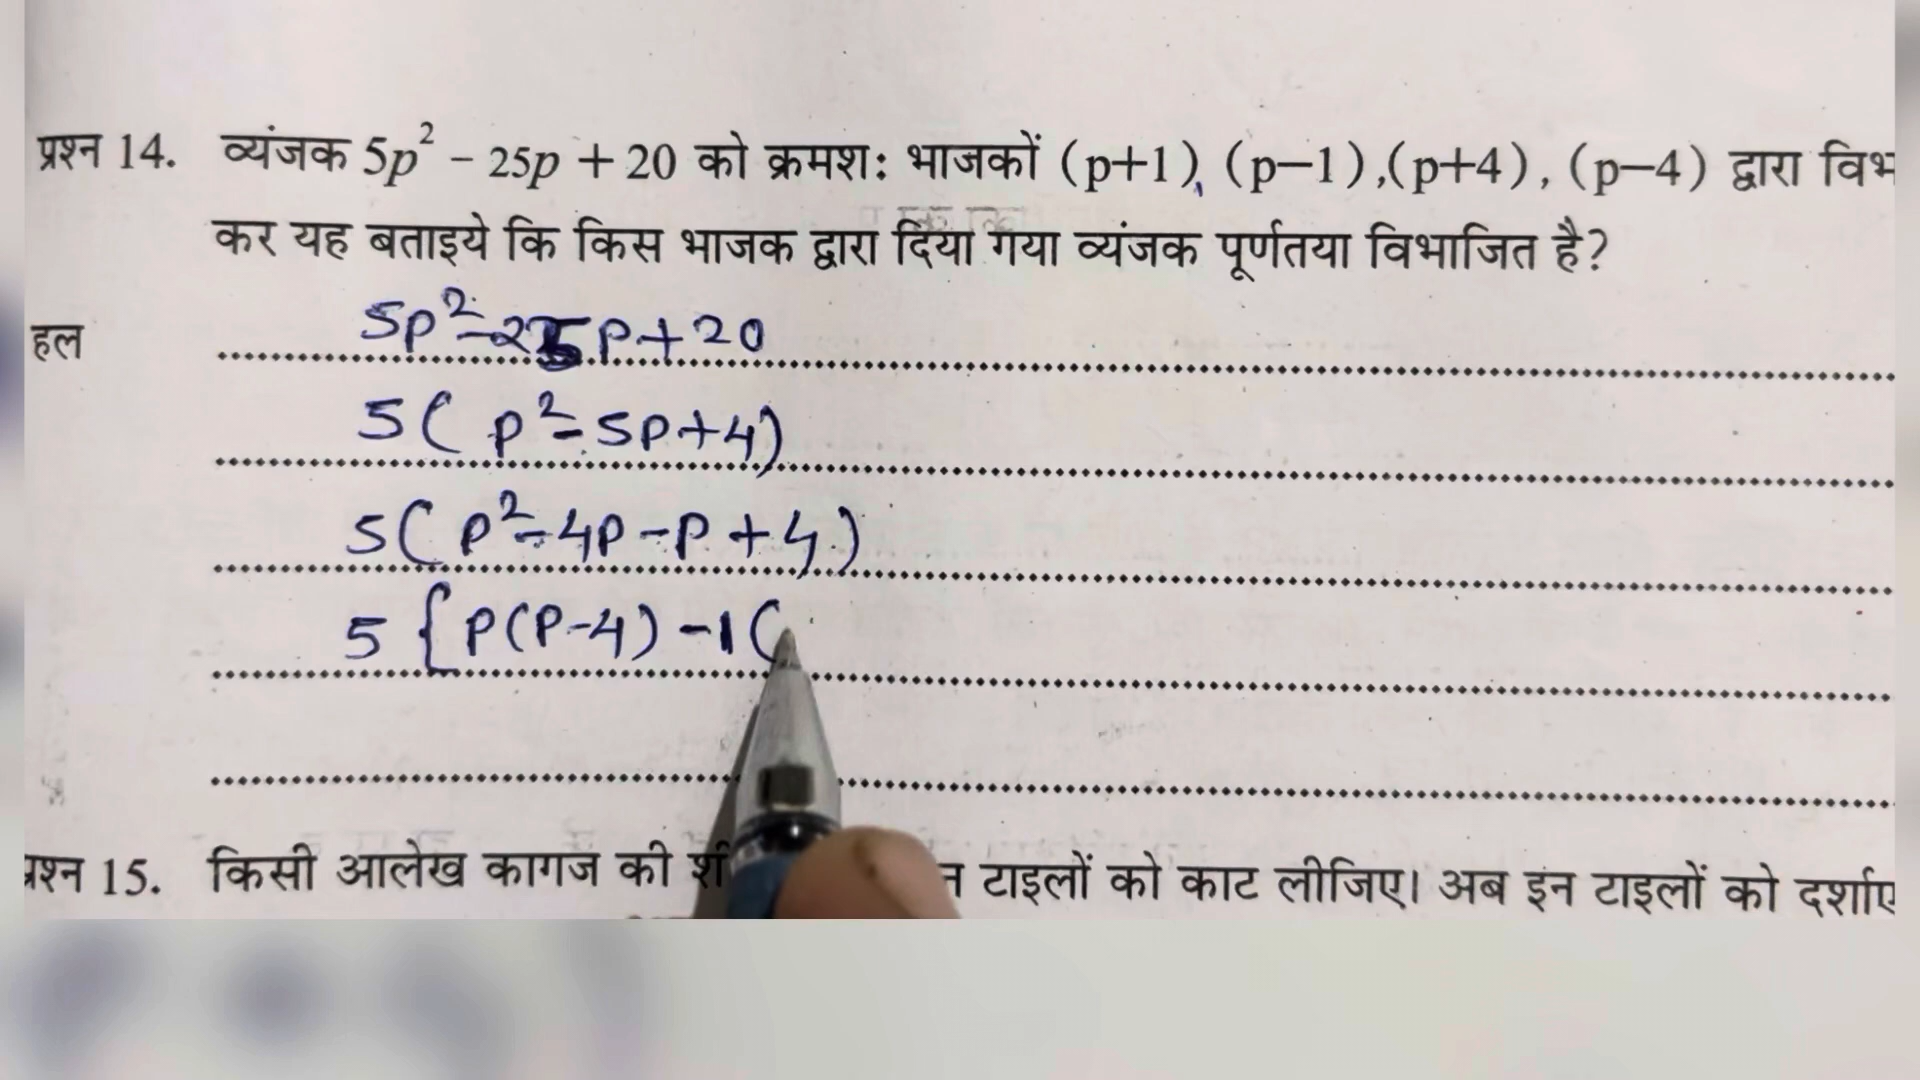 प्रश्न 14. व्यंजक 5p² - 25p + 20 को क्रमशः भाजकों (p+1), (p−1),(p+4), (p−4) द्वारा विभ
कर यह बताइये कि किस भाजक द्वारा दिया गया व्यंजक पूर्णतया विभाजित है?
हल 5p²-25p+20
5( p²-5p+4)
5( p²-4p-p+4)
5 { p(p-4) -1(
प्रश्न 15. किसी आलेख कागज की टाइलों को काट लीजिए। अब इन टाइलों को दर्शाए